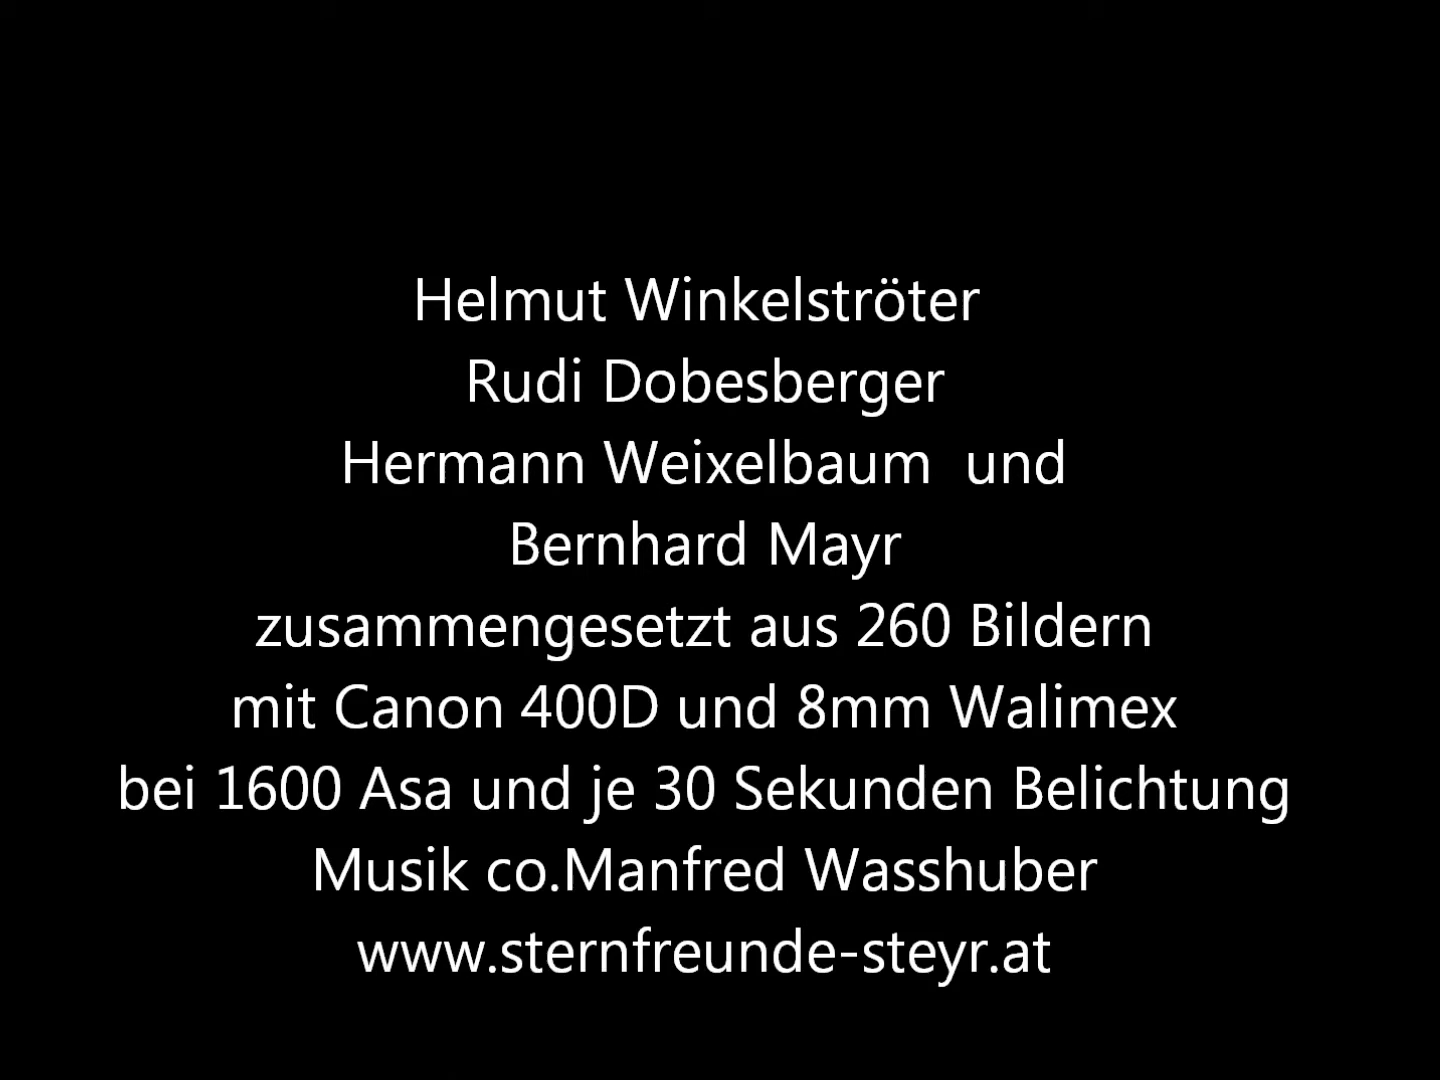 Helmut Winkelströter
Rudi Dobesberger
Hermann Weixelbaum  und
Bernhard Mayr
zusammengesetzt aus 260 Bildern
mit Canon 400D und 8mm Walimex
bei 1600 Asa und je 30 Sekunden Belichtung
Musik co.Manfred Wasshuber
www.sternfreunde-steyr.at